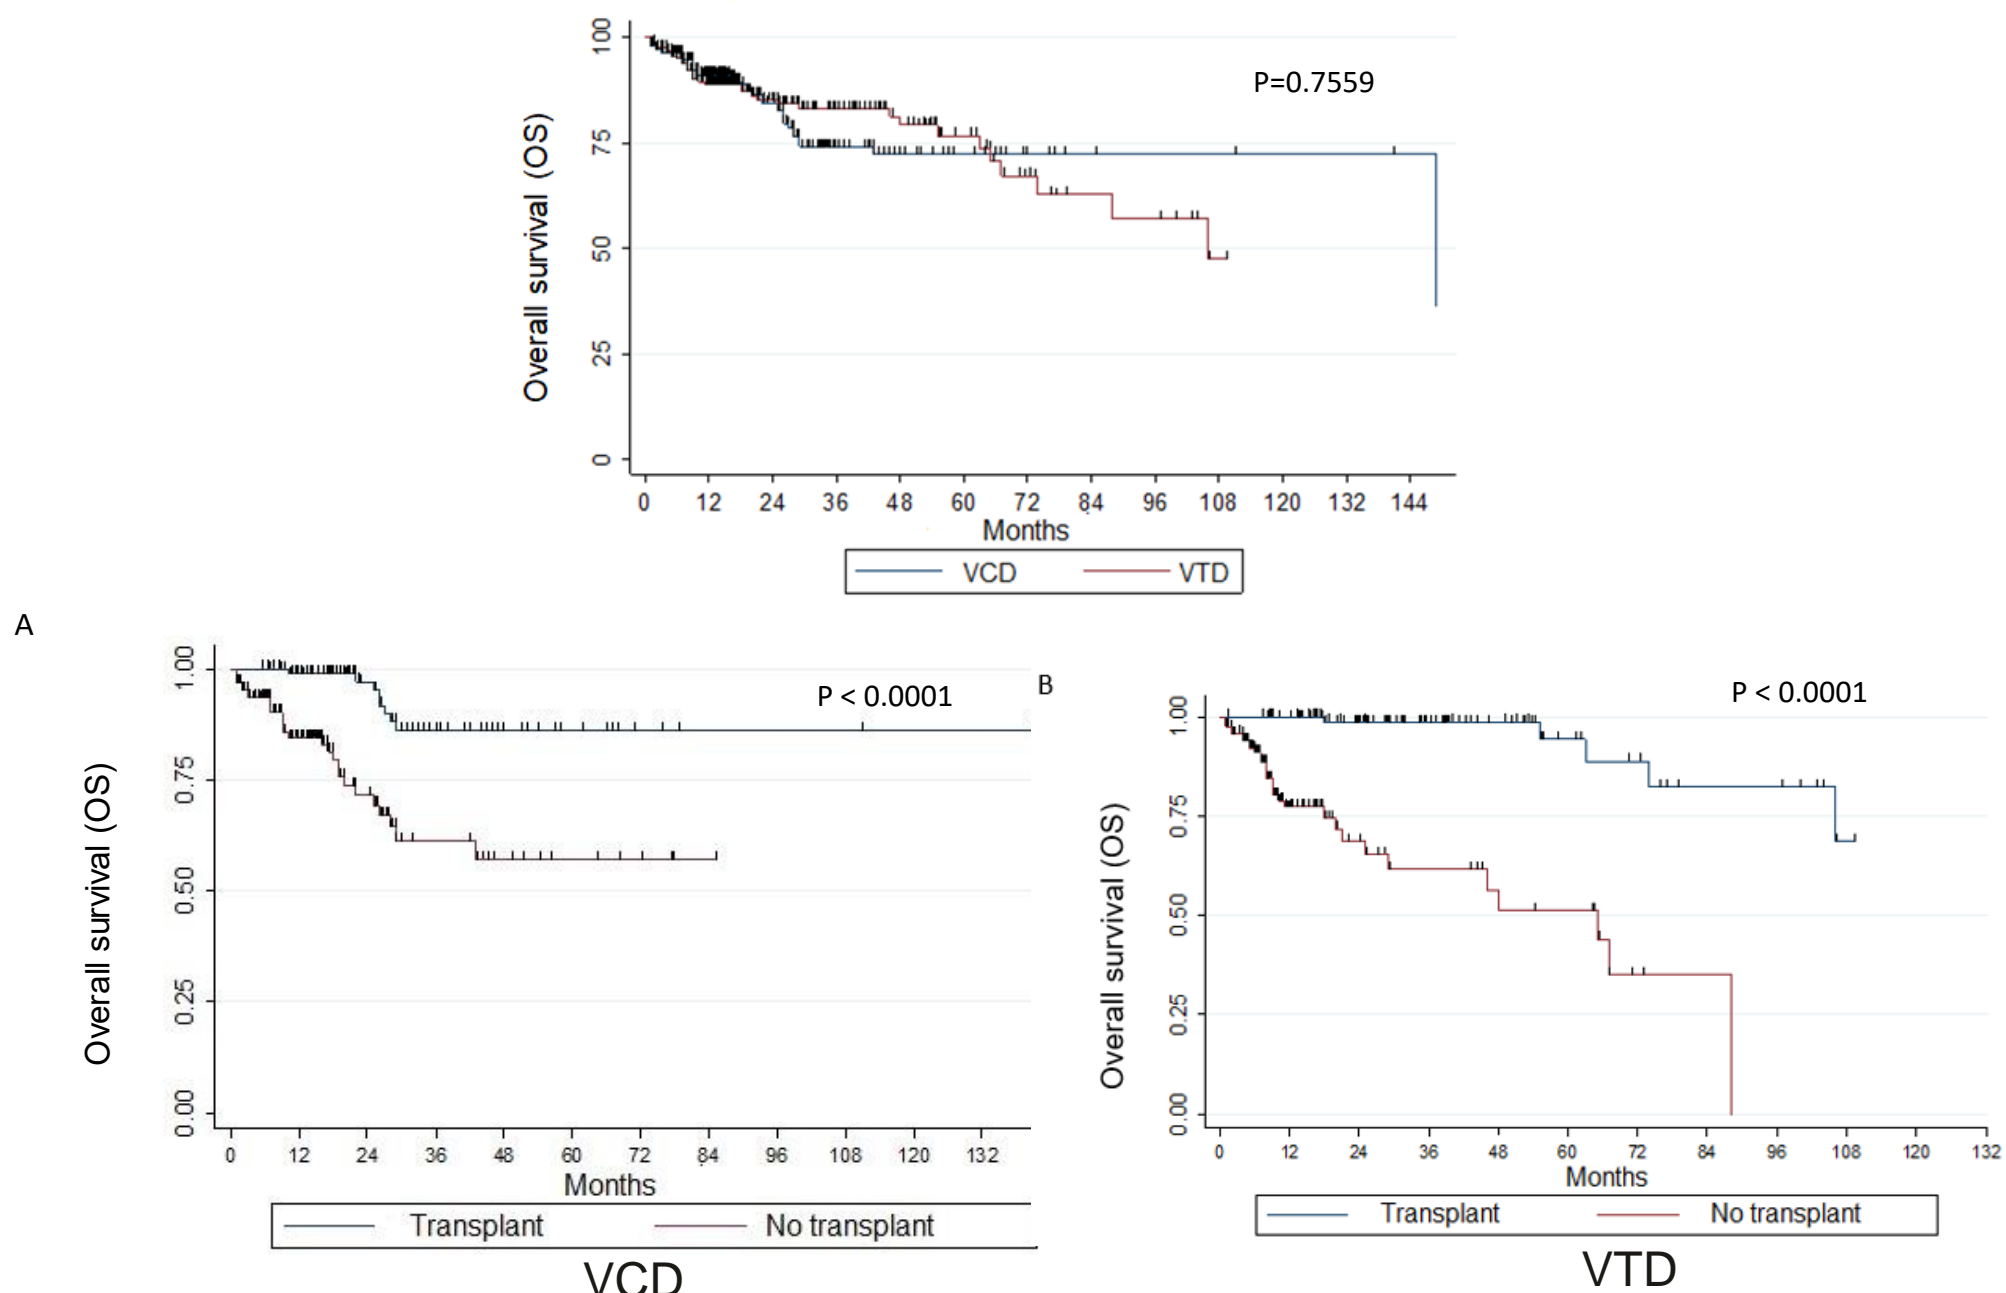 100
75
50
25
0
Overall survival (OS)
P=0.7559
0 12 24 36 48 60 72 84 96 108 120 132 144
Months
VCD VTD
A
1.00
0.75
0.50
0.25
0.00
Overall survival (OS)
P < 0.0001
0 12 24 36 48 60 72 84 96 108 120 132
Months
Transplant No transplant
VCD
B
1.00
0.75
0.50
0.25
0.00
Overall survival (OS)
P < 0.0001
0 12 24 36 48 60 72 84 96 108 120 132
Months
Transplant No transplant
VTD